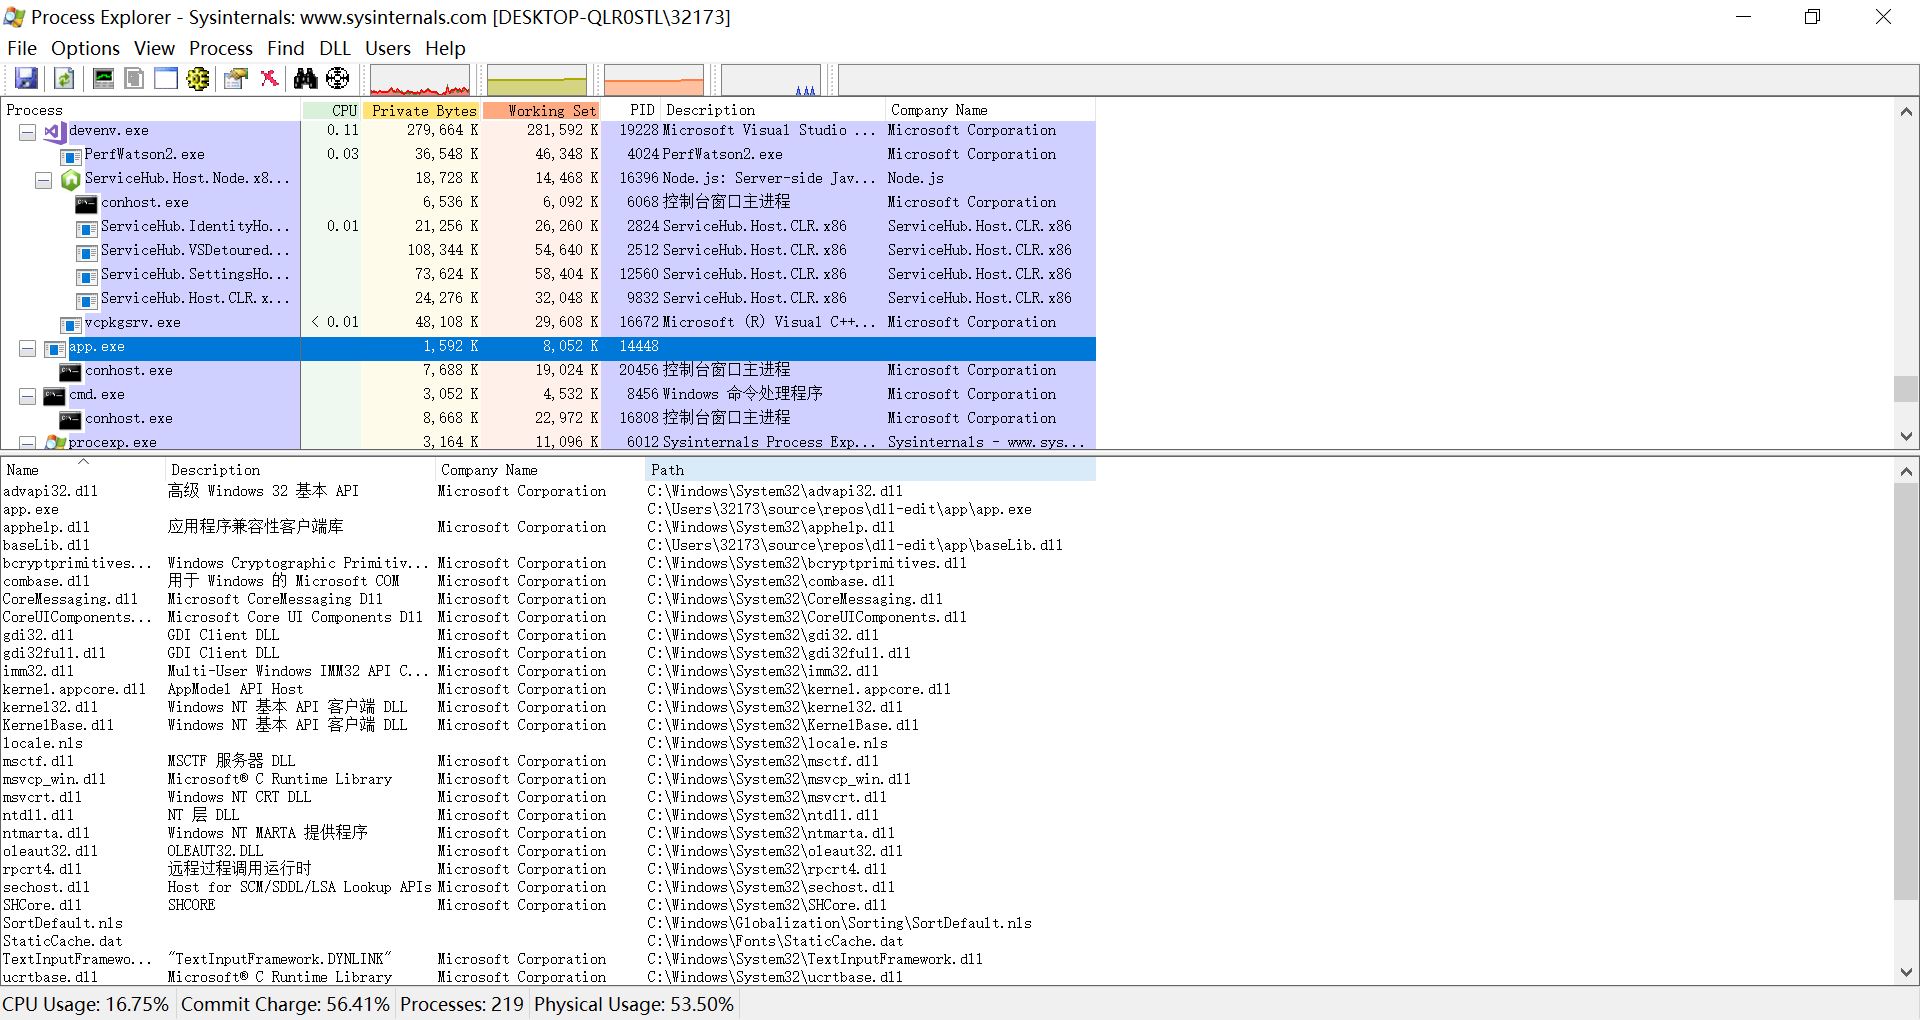 Process Explorer - Sysinternals: www.sysinternals.com [DESKTOP-QLR0STL\32173]
File Options View Process Find DLL Users Help
Process CPU Private Bytes Working Set PID Description Company Name
devenv.exe 0.11 279,664 K 281,592 K 19228 Microsoft Visual Studio ... Microsoft Corporation
PerfWatson2.exe 0.03 36,548 K 46,348 K 4024 PerfWatson2.exe Microsoft Corporation
ServiceHub.Host.Node.x8... 18,728 K 14,468 K 16396 Node.js: Server-side Jav... Node.js
conhost.exe 6,536 K 6,092 K 6068 控制台窗口主进程 Microsoft Corporation
ServiceHub.IdentityHo... 0.01 21,256 K 26,260 K 2824 ServiceHub.Host.CLR.x86 ServiceHub.Host.CLR.x86
ServiceHub.VSDetoured... 108,344 K 54,640 K 2512 ServiceHub.Host.CLR.x86 ServiceHub.Host.CLR.x86
ServiceHub.SettingsHo... 73,624 K 58,404 K 12560 ServiceHub.Host.CLR.x86 ServiceHub.Host.CLR.x86
ServiceHub.Host.CLR.x... 24,276 K 32,048 K 9832 ServiceHub.Host.CLR.x86 ServiceHub.Host.CLR.x86
vcpkgsrv.exe < 0.01 48,108 K 29,608 K 16672 Microsoft (R) Visual C++... Microsoft Corporation
app.exe 1,592 K 8,052 K 14448
conhost.exe 7,688 K 19,024 K 20456 控制台窗口主进程 Microsoft Corporation
cmd.exe 3,052 K 4,532 K 8456 Windows 命令处理程序 Microsoft Corporation
conhost.exe 8,668 K 22,972 K 16808 控制台窗口主进程 Microsoft Corporation
procexp.exe 3,164 K 11,096 K 6012 Sysinternals Process Exp... Sysinternals - www.sys...
Name Description Company Name Path
advapi32.dll 高级 Windows 32 基本 API Microsoft Corporation C:\Windows\System32\advapi32.dll
app.exe C:\Users\32173\source\repos\dll-edit\app\app.exe
apphelp.dll 应用程序兼容性客户端库 Microsoft Corporation C:\Windows\System32\apphelp.dll
baseLib.dll C:\Users\32173\source\repos\dll-edit\app\baseLib.dll
bcryptprimitives... Windows Cryptographic Primitiv... Microsoft Corporation C:\Windows\System32\bcryptprimitives.dll
combase.dll 用于 Windows 的 Microsoft COM Microsoft Corporation C:\Windows\System32\combase.dll
CoreMessaging.dll Microsoft CoreMessaging Dll Microsoft Corporation C:\Windows\System32\CoreMessaging.dll
CoreUIComponents... Microsoft Core UI Components Dll Microsoft Corporation C:\Windows\System32\CoreUIComponents.dll
gdi32.dll GDI Client DLL Microsoft Corporation C:\Windows\System32\gdi32.dll
gdi32full.dll GDI Client DLL Microsoft Corporation C:\Windows\System32\gdi32full.dll
imm32.dll Multi-User Windows IMM32 API C... Microsoft Corporation C:\Windows\System32\imm32.dll
kernel.appcore.dll AppModel API Host Microsoft Corporation C:\Windows\System32\kernel.appcore.dll
kernel32.dll Windows NT 基本 API 客户端 DLL Microsoft Corporation C:\Windows\System32\kernel32.dll
KernelBase.dll Windows NT 基本 API 客户端 DLL Microsoft Corporation C:\Windows\System32\KernelBase.dll
locale.nls C:\Windows\System32\locale.nls
msctf.dll MSCTF 服务器 DLL Microsoft Corporation C:\Windows\System32\msctf.dll
msvcp_win.dll Microsoft® C Runtime Library Microsoft Corporation C:\Windows\System32\msvcp_win.dll
msvcrt.dll Windows NT CRT DLL Microsoft Corporation C:\Windows\System32\msvcrt.dll
ntdll.dll NT 层 DLL Microsoft Corporation C:\Windows\System32\ntdll.dll
ntmarta.dll Windows NT MARTA 提供程序 Microsoft Corporation C:\Windows\System32\ntmarta.dll
oleaut32.dll OLEAUT32.DLL Microsoft Corporation C:\Windows\System32\oleaut32.dll
rpcrt4.dll 远程过程调用运行时 Microsoft Corporation C:\Windows\System32\rpcrt4.dll
sechost.dll Host for SCM/SDDL/LSA Lookup APIs Microsoft Corporation C:\Windows\System32\sechost.dll
SHCore.dll SHCORE Microsoft Corporation C:\Windows\System32\SHCore.dll
SortDefault.nls C:\Windows\Globalization\Sorting\SortDefault.nls
StaticCache.dat C:\Windows\Fonts\StaticCache.dat
TextInputFramewo... "TextInputFramework.DYNLINK" Microsoft Corporation C:\Windows\System32\TextInputFramework.dll
ucrtbase.dll Microsoft® C Runtime Library Microsoft Corporation C:\Windows\System32\ucrtbase.dll
CPU Usage: 16.75% Commit Charge: 56.41% Processes: 219 Physical Usage: 53.50%